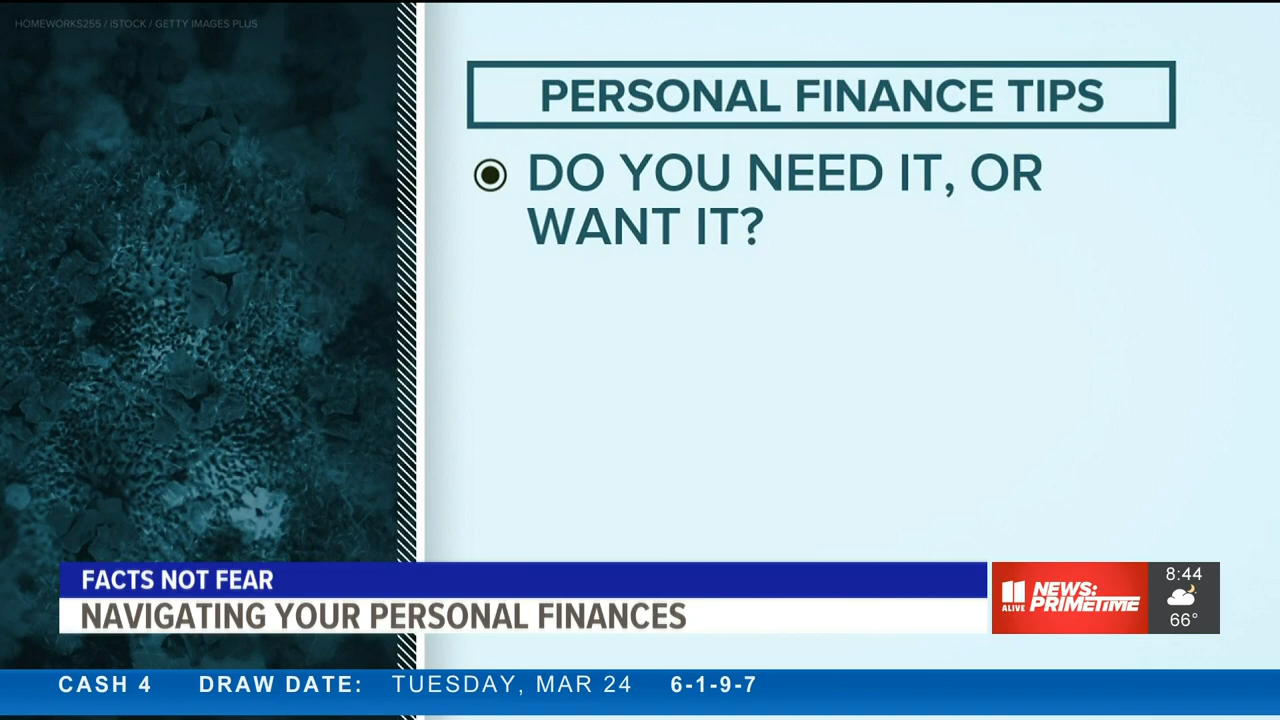 HOMEWORKS255 / ISTOCK / GETTY IMAGES PLUS
PERSONAL FINANCE TIPS
DO YOU NEED IT, OR
WANT IT?
FACTS NOT FEAR
NAVIGATING YOUR PERSONAL FINANCES
11 ALIVE
NEWS:
PRIMETIME
8:44
66°
CASH 4 DRAW DATE: TUESDAY, MAR 24 6-1-9-7